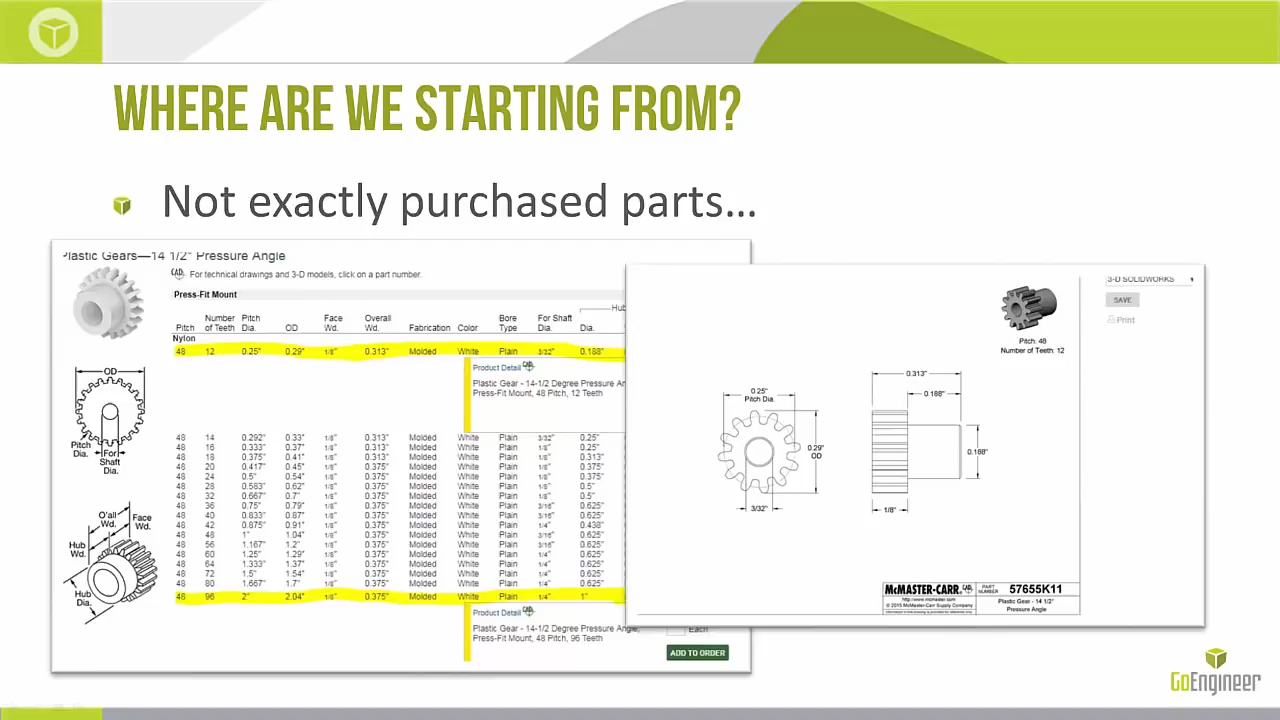 WHERE ARE WE STARTING FROM?
Not exactly purchased parts...
Plastic Gears—14 1/2" Pressure Angle
CAD For technical drawings and 3-D models, click on a part number.
Press-Fit Mount
Hub
Pitch Number of Teeth Pitch Dia. OD Face Wd. Overall Wd. Fabrication Color Bore Type For Shaft Dia. Dia.
Nylon
48 12 0.25" 0.29" 1/8" 0.313" Molded White Plain 3/32" 0.188"
Product Detail CAD
Plastic Gear - 14-1/2 Degree Pressure An
Press-Fit Mount, 48 Pitch, 12 Teeth
48 14 0.292" 0.33" 1/8" 0.313" Molded White Plain 3/32" 0.25"
48 16 0.333" 0.37" 1/8" 0.313" Molded White Plain 1/8" 0.25"
48 18 0.375" 0.41" 1/8" 0.313" Molded White Plain 1/8" 0.313"
48 20 0.417" 0.45" 1/8" 0.375" Molded White Plain 1/8" 0.375"
48 24 0.5" 0.54" 1/8" 0.375" Molded White Plain 1/8" 0.375"
48 28 0.583" 0.62" 1/8" 0.375" Molded White Plain 1/8" 0.5"
48 32 0.667" 0.7" 1/8" 0.375" Molded White Plain 1/8" 0.5"
48 36 0.75" 0.79" 1/8" 0.375" Molded White Plain 3/16" 0.625"
48 40 0.833" 0.87" 1/8" 0.375" Molded White Plain 3/16" 0.625"
48 42 0.875" 0.91" 1/8" 0.375" Molded White Plain 1/4" 0.438"
48 48 1" 1.04" 1/8" 0.375" Molded White Plain 3/16" 0.625"
48 56 1.167" 1.2" 1/8" 0.375" Molded White Plain 3/16" 0.625"
48 60 1.25" 1.29" 1/8" 0.375" Molded White Plain 1/4" 0.625"
48 64 1.333" 1.37" 1/8" 0.375" Molded White Plain 1/4" 0.625"
48 72 1.5" 1.54" 1/8" 0.375" Molded White Plain 1/4" 0.625"
48 80 1.667" 1.7" 1/8" 0.375" Molded White Plain 1/4" 0.625"
48 96 2" 2.04" 1/8" 0.375" Molded White Plain 1/4" 1"
Product Detail CAD
Plastic Gear - 14-1/2 Degree Pressure Angle,
Press-Fit Mount, 48 Pitch, 96 Teeth
Each
ADD TO ORDER
OD
Pitch Dia.
For Shaft Dia.
O'all Wd.
Face Wd.
Hub Wd.
Hub Dia.
3-D SOLIDWORKS
SAVE
Print
Pitch: 48
Number of Teeth: 12
0.25"
Pitch Dia.
0.29"
OD
3/32"
0.313"
0.188"
0.188"
1/8"
McMASTER-CARR CAD
http://www.mcmaster.com
© 2015 McMaster-Carr Supply Company
PART NUMBER 57655K11
Plastic Gear - 14 1/2°
Pressure Angle
GoEngineer